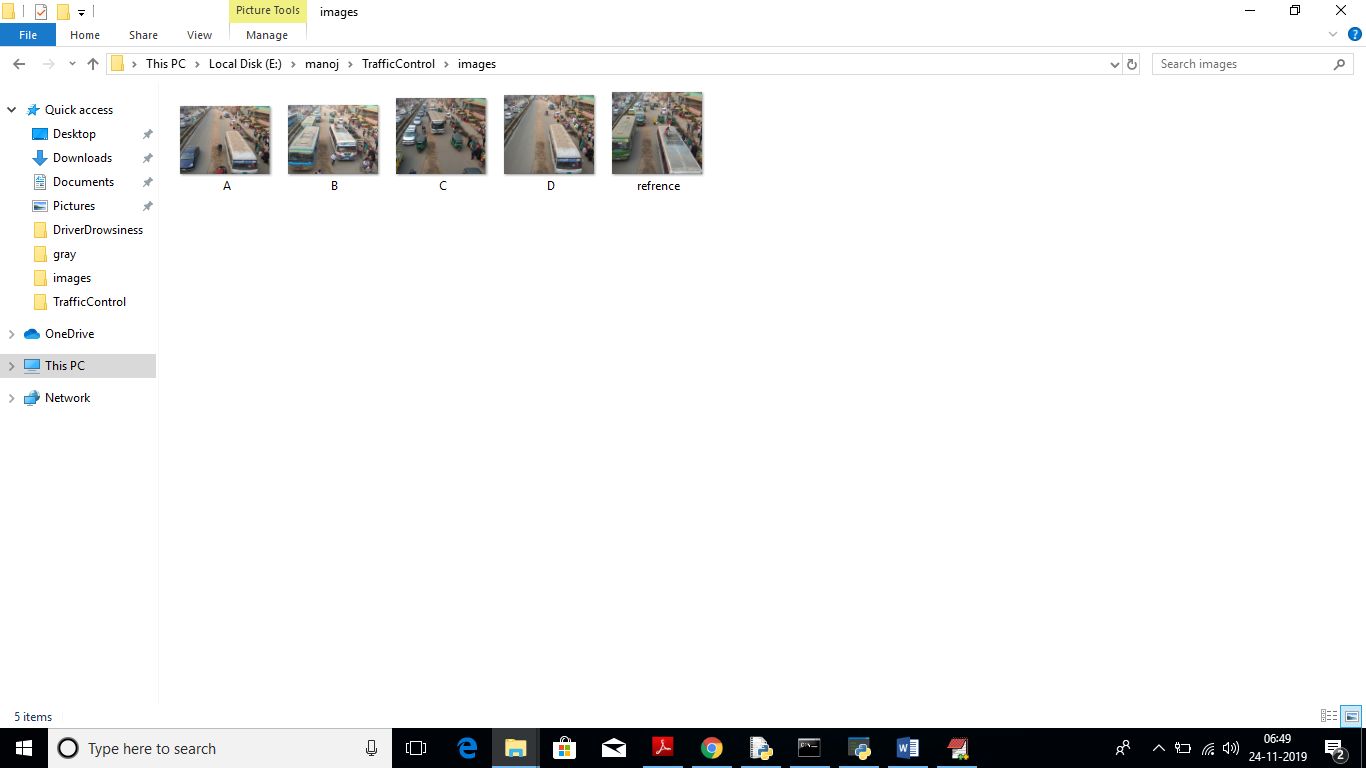 Picture Tools
images
File
Home
Share
View
Manage
This PC
Local Disk (E:)
manoj
TrafficControl
images
Search images
Quick access
Desktop
Downloads
Documents
Pictures
DriverDrowsiness
gray
images
TrafficControl
OneDrive
This PC
Network
A
B
C
D
refrence
5 items
Type here to search
06:49
24-11-2019
2